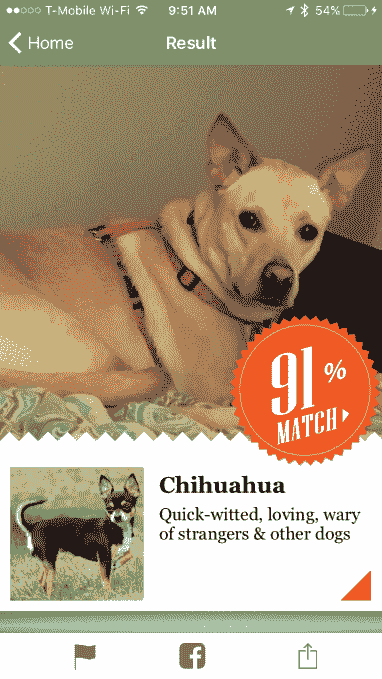 T-Mobile Wi-Fi 9:51 AM 54%
Home Result
91 %
MATCH
Chihuahua
Quick-witted, loving, wary
of strangers & other dogs